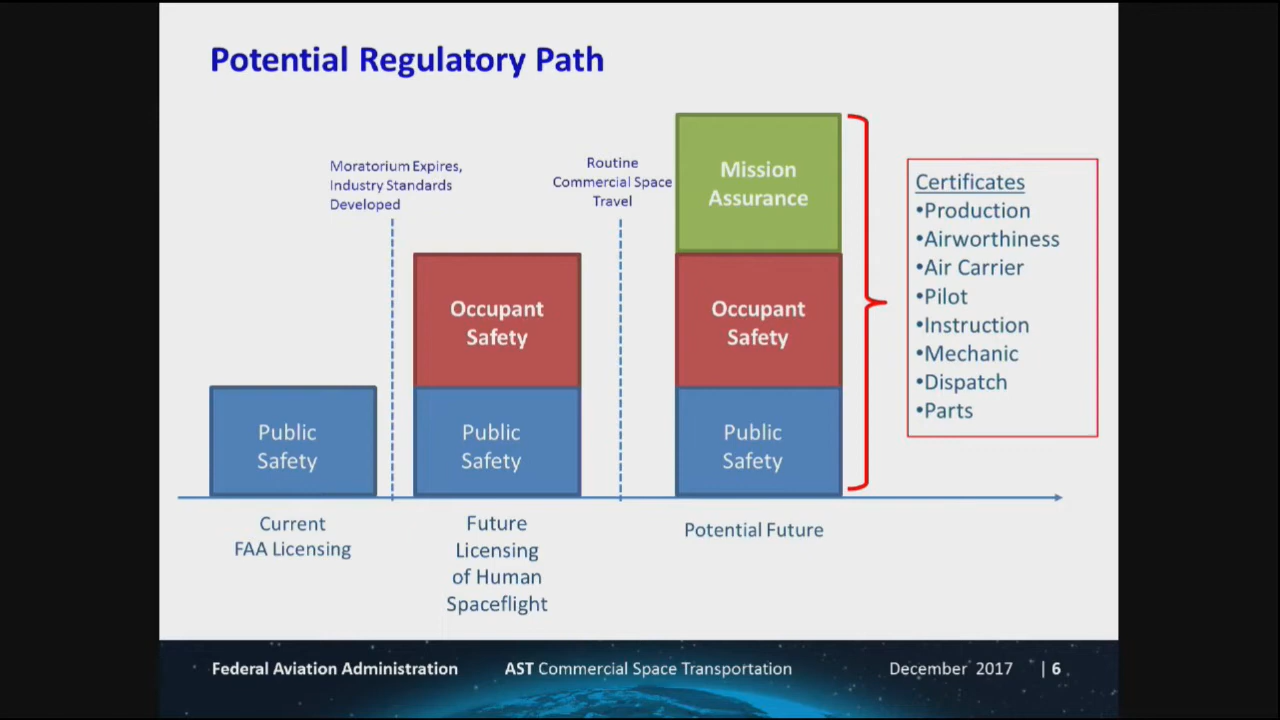 Potential Regulatory Path
Moratorium Expires,
Industry Standards
Developed
Routine
Commercial Space
Travel
Mission
Assurance
Occupant
Safety
Occupant
Safety
Public
Safety
Public
Safety
Public
Safety
Certificates
•Production
•Airworthiness
•Air Carrier
•Pilot
•Instruction
•Mechanic
•Dispatch
•Parts
Current
FAA Licensing
Future
Licensing
of Human
Spaceflight
Potential Future
Federal Aviation Administration AST Commercial Space Transportation December 2017 | 6